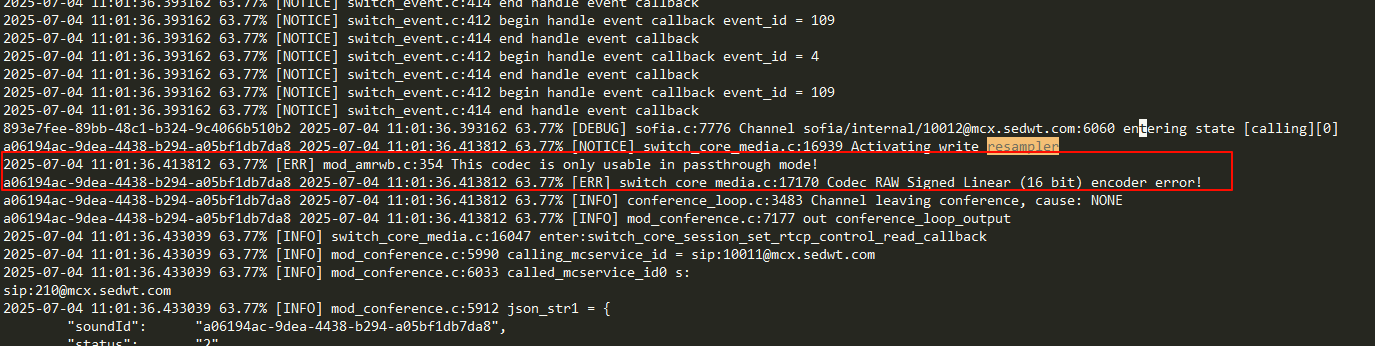 2025-07-04 11:01:36.393162 63.77% [NOTICE] switch_event.c:414 end handle event callback
2025-07-04 11:01:36.393162 63.77% [NOTICE] switch_event.c:412 begin handle event callback event_id = 109
2025-07-04 11:01:36.393162 63.77% [NOTICE] switch_event.c:414 end handle event callback
2025-07-04 11:01:36.393162 63.77% [NOTICE] switch_event.c:412 begin handle event callback event_id = 4
2025-07-04 11:01:36.393162 63.77% [NOTICE] switch_event.c:414 end handle event callback
2025-07-04 11:01:36.393162 63.77% [NOTICE] switch_event.c:412 begin handle event callback event_id = 109
2025-07-04 11:01:36.393162 63.77% [NOTICE] switch_event.c:414 end handle event callback
893e7fee-89bb-48c1-b324-9c4066b510b2 2025-07-04 11:01:36.393162 63.77% [DEBUG] sofia.c:7776 Channel sofia/internal/10012@mcx.sedwt.com:6060 entering state [calling][0]
a06194ac-9dea-4438-b294-a05bf1db7da8 2025-07-04 11:01:36.413812 63.77% [NOTICE] switch_core_media.c:16939 Activating write resampler
2025-07-04 11:01:36.413812 63.77% [ERR] mod_amrwb.c:354 This codec is only usable in passthrough mode!
a06194ac-9dea-4438-b294-a05bf1db7da8 2025-07-04 11:01:36.413812 63.77% [ERR] switch_core_media.c:17170 Codec RAW Signed Linear (16 bit) encoder error!
a06194ac-9dea-4438-b294-a05bf1db7da8 2025-07-04 11:01:36.413812 63.77% [INFO] conference_loop.c:3483 Channel leaving conference, cause: NONE
a06194ac-9dea-4438-b294-a05bf1db7da8 2025-07-04 11:01:36.413812 63.77% [INFO] mod_conference.c:7177 out conference_loop_output
2025-07-04 11:01:36.433039 63.77% [INFO] switch_core_media.c:16047 enter:switch_core_session_set_rtcp_control_read_callback
2025-07-04 11:01:36.433039 63.77% [INFO] mod_conference.c:5990 calling_mcservice_id = sip:10011@mcx.sedwt.com
2025-07-04 11:01:36.433039 63.77% [INFO] mod_conference.c:6033 called_mcservice_id0 s:
sip:210@mcx.sedwt.com
2025-07-04 11:01:36.433039 63.77% [INFO] mod_conference.c:5912 json_str1 = {
"soundId": "a06194ac-9dea-4438-b294-a05bf1db7da8",
"status": "2"